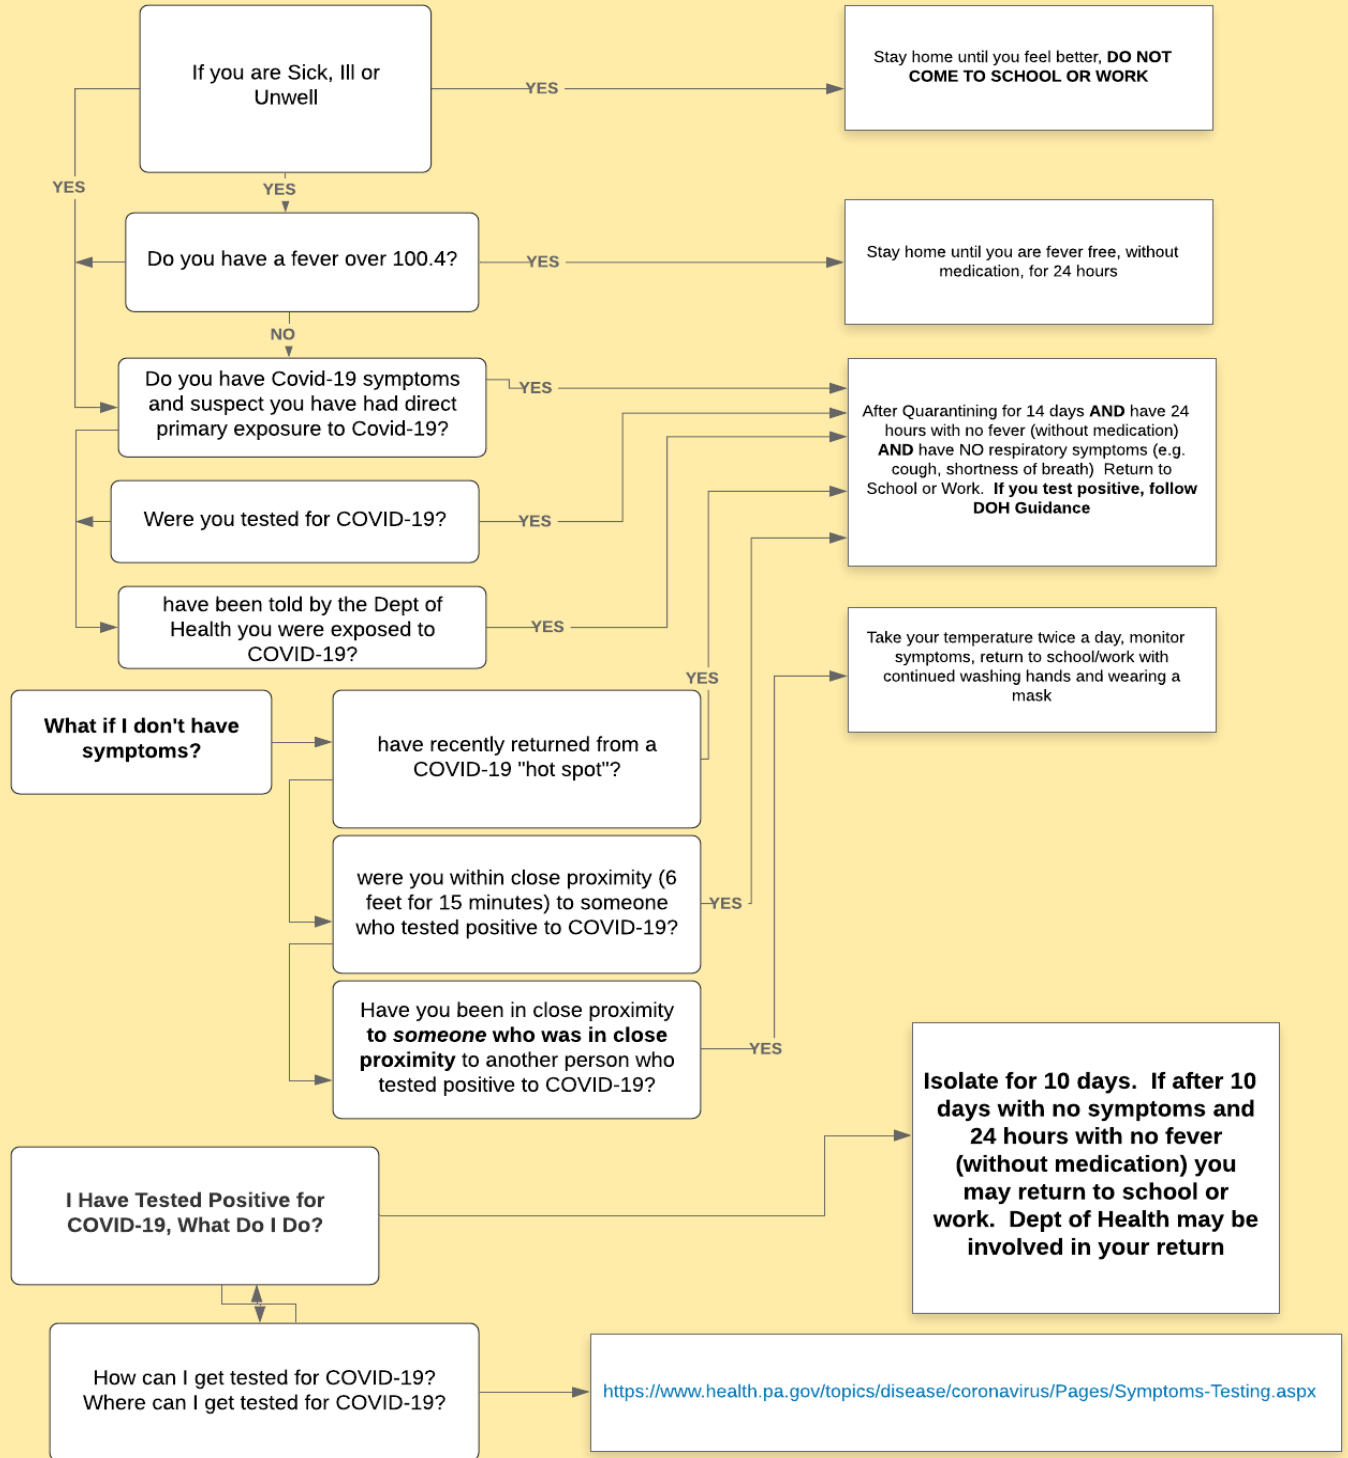 If you are Sick, Ill or
Unwell
YES
Stay home until you feel better, DO NOT
COME TO SCHOOL OR WORK
YES
YES
Do you have a fever over 100.4?
YES
Stay home until you are fever free, without
medication, for 24 hours
NO
Do you have Covid-19 symptoms
and suspect you have had direct
primary exposure to Covid-19?
YES
After Quarantining for 14 days AND have 24
hours with no fever (without medication)
AND have NO respiratory symptoms (e.g.
cough, shortness of breath) Return to
School or Work. If you test positive, follow
DOH Guidance
Were you tested for COVID-19?
YES
have been told by the Dept of
Health you were exposed to
COVID-19?
YES
Take your temperature twice a day, monitor
symptoms, return to school/work with
continued washing hands and wearing a
mask
YES
What if I don't have
symptoms?
have recently returned from a
COVID-19 "hot spot"?
were you within close proximity (6
feet for 15 minutes) to someone
who tested positive to COVID-19?
YES
Have you been in close proximity
to someone who was in close
proximity to another person who
tested positive to COVID-19?
YES
Isolate for 10 days. If after 10
days with no symptoms and
24 hours with no fever
(without medication) you
may return to school or
work. Dept of Health may be
involved in your return
I Have Tested Positive for
COVID-19, What Do I Do?
How can I get tested for COVID-19?
Where can I get tested for COVID-19?
https://www.health.pa.gov/topics/disease/coronavirus/Pages/Symptoms-Testing.aspx